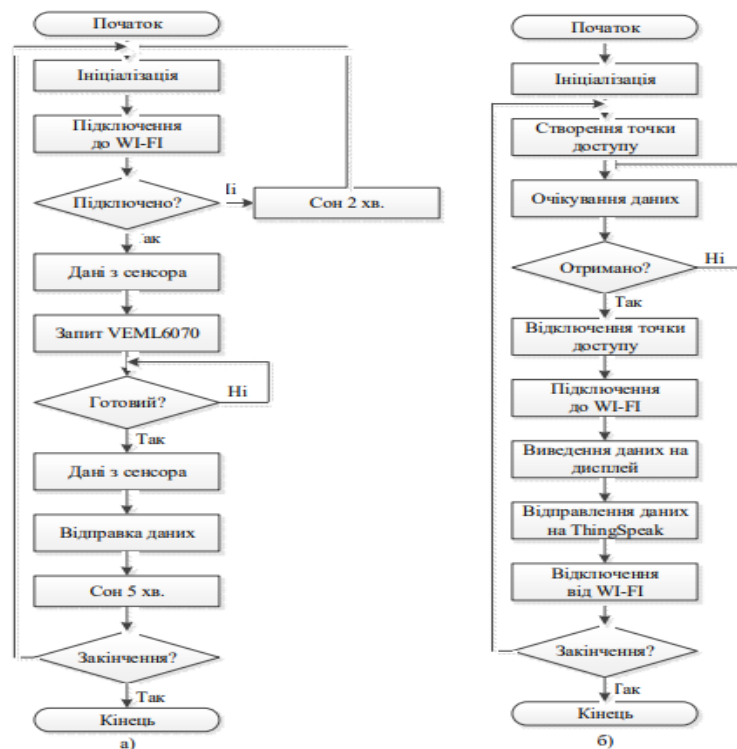 Початок
Ініціалізація
Підключення
до WI-FI
Підключено?
Сон 2 хв.
Дані з сенсора
Запит VEML6070
Готовий?
Ні
Так
Дані з сенсора
Відправка даних
Сон 5 хв.
Закінчення?
Так
Кінець
а)
Початок
Ініціалізація
Створення точки
доступу
Очікування даних
Отримано?
Ні
Так
Відключення точки
доступу
Підключення
до WI-FI
Виведення даних на
дисплей
Відправлення даних
на ThingSpeak
Відключення
від WI-FI
Закінчення?
Кінець
б)